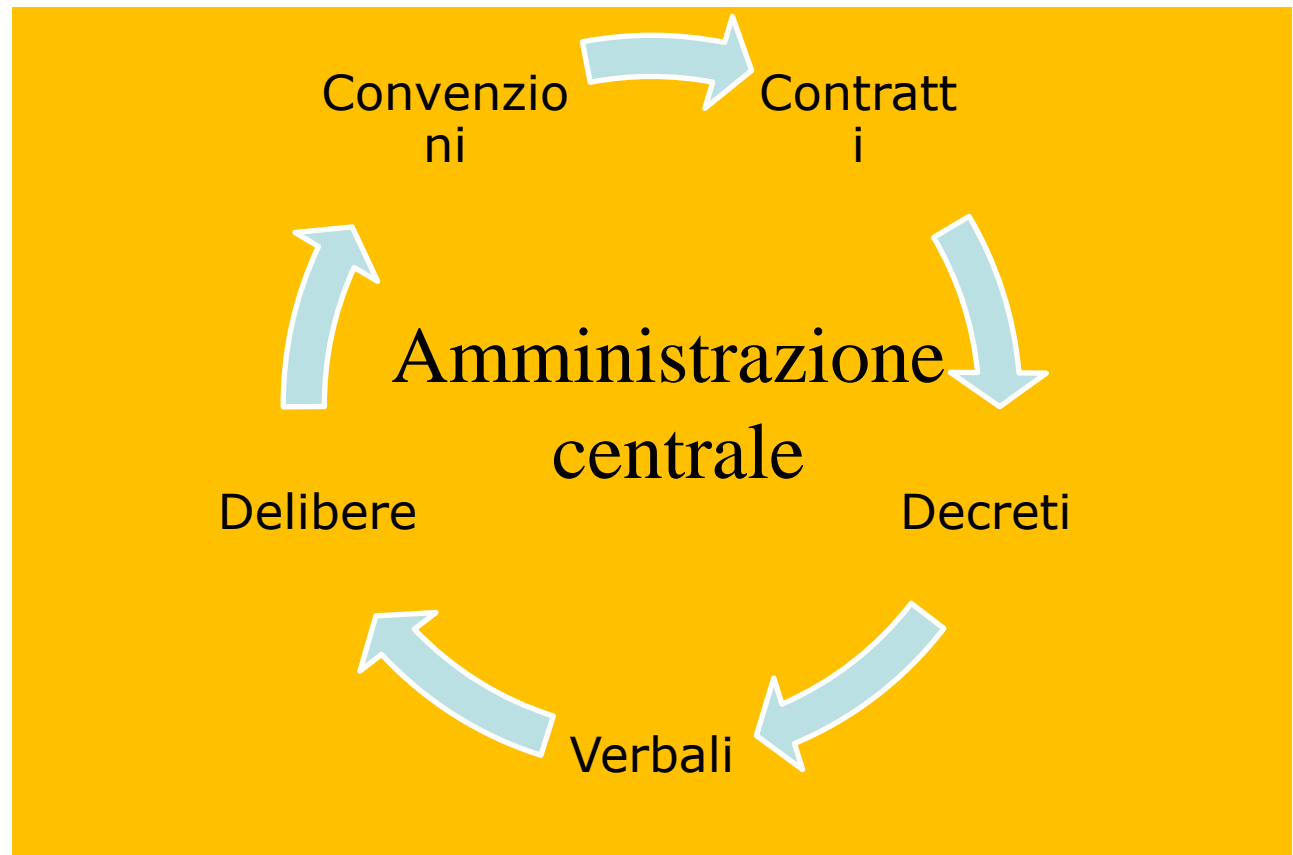 Convenzio
ni
Contratt
i
Amministrazione
centrale
Delibere
Decreti
Verbali